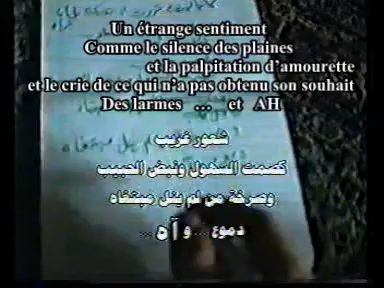 Un étrange sentiment
Comme le silence des plaines
et la palpitation d'amourette
et le crie de ce qui n'a pas obtenu son souhait
Des larmes ... et AH
شعور غريب
كصمت السهول ونبض الحبيب
وصرخة من لم ينل مبتغاه
دموع ... و آه ...